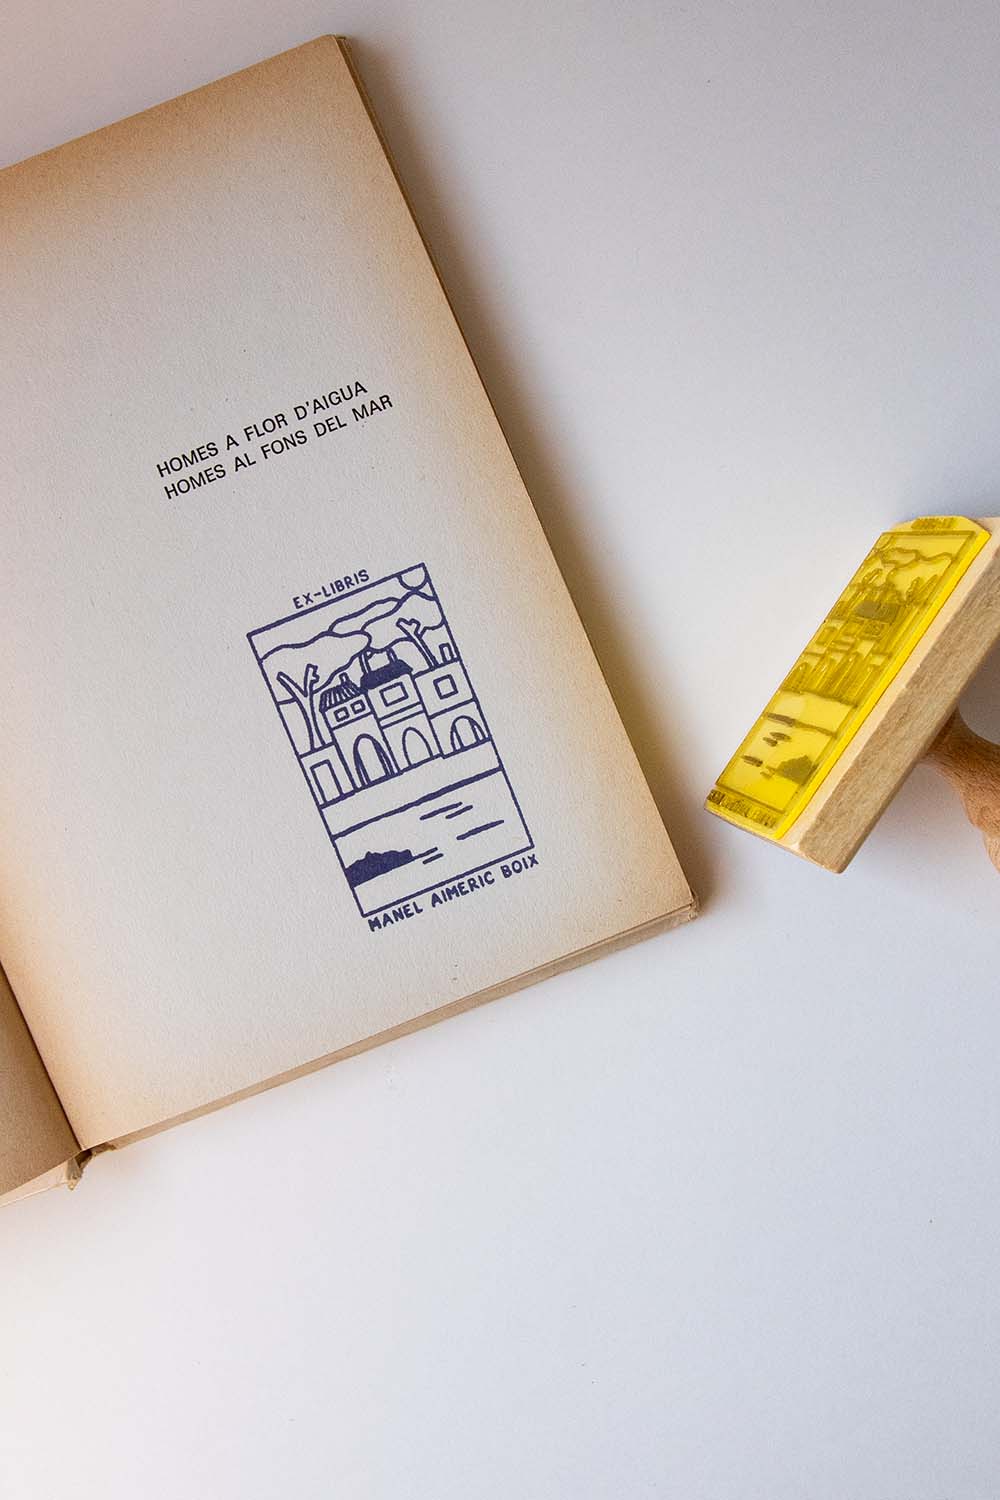 HOMES A FLOR D'AIGUA
HOMES AL FONS DEL MAR
EX-LIBRIS
MANEL AIMERIC BOIX